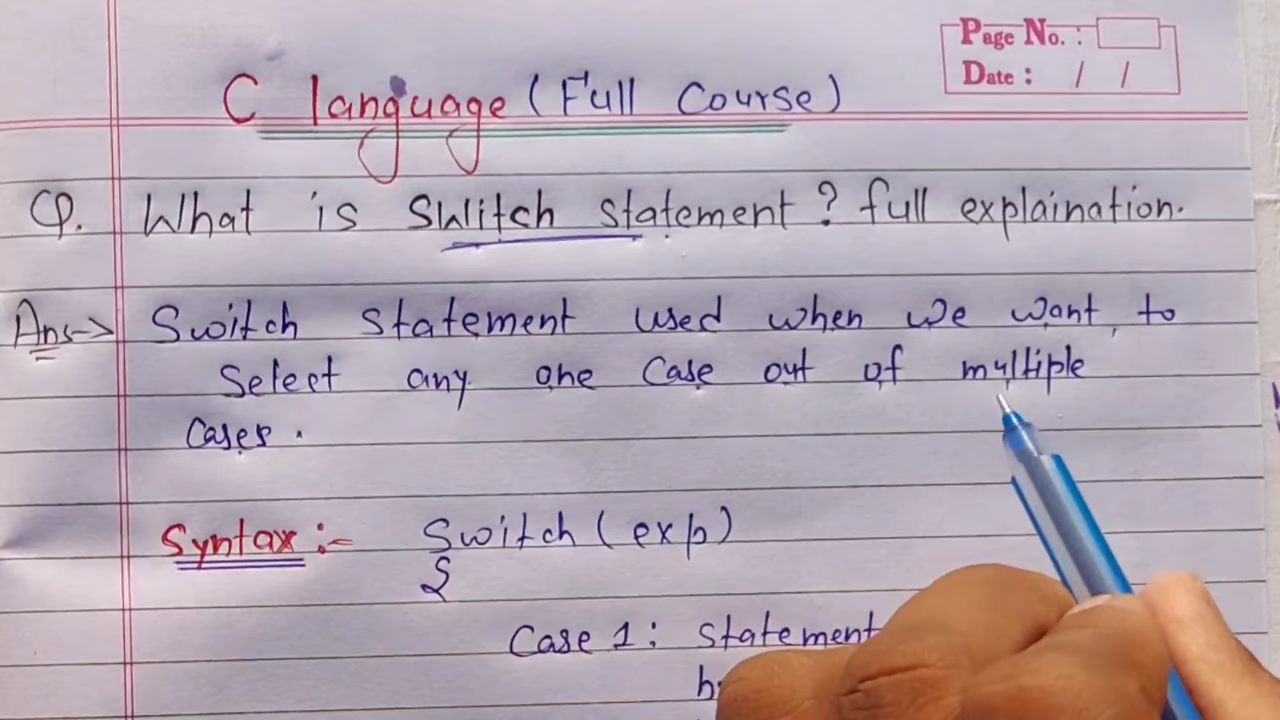 Page No. :
Date : / /
C language (Full Course)
Q. What is Switch statement? full explaination.
Ans-> Switch statement used when we want to
Select any one Case out of multiple
Cases.
Syntax :- Switch (exp)
{
Case 1: Statement